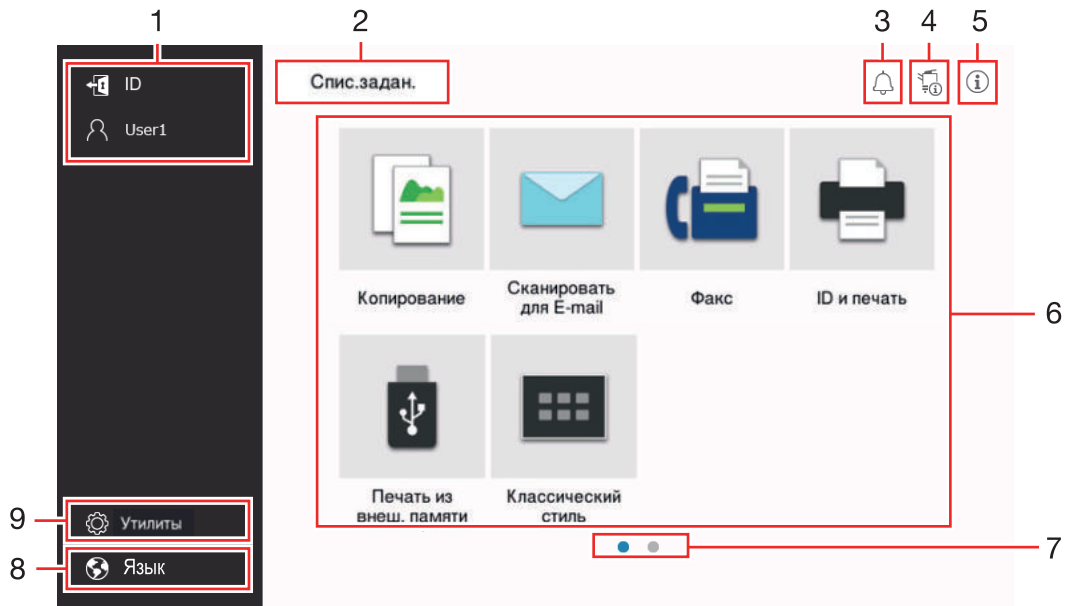 1
2
3
4
5
ID
User1
Спис.задан.
Копирование
Сканировать
для E-mail
Факс
ID и печать
6
Печать из
внеш. памяти
Классический
стиль
7
9
Утилиты
8
Язык